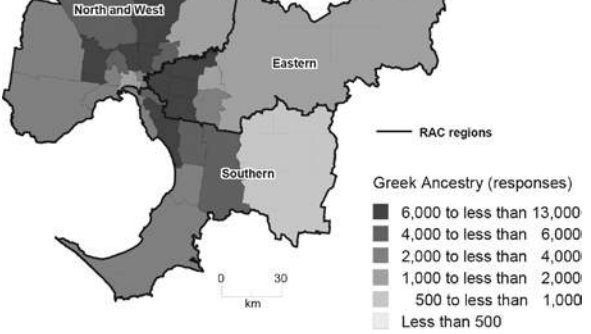 North and West
Eastern
RAC regions
Southern
Greek Ancestry (responses)
6,000 to less than 13,000
4,000 to less than 6,000
2,000 to less than 4,000
1,000 to less than 2,000
500 to less than 1,000
Less than 500
0 30
km